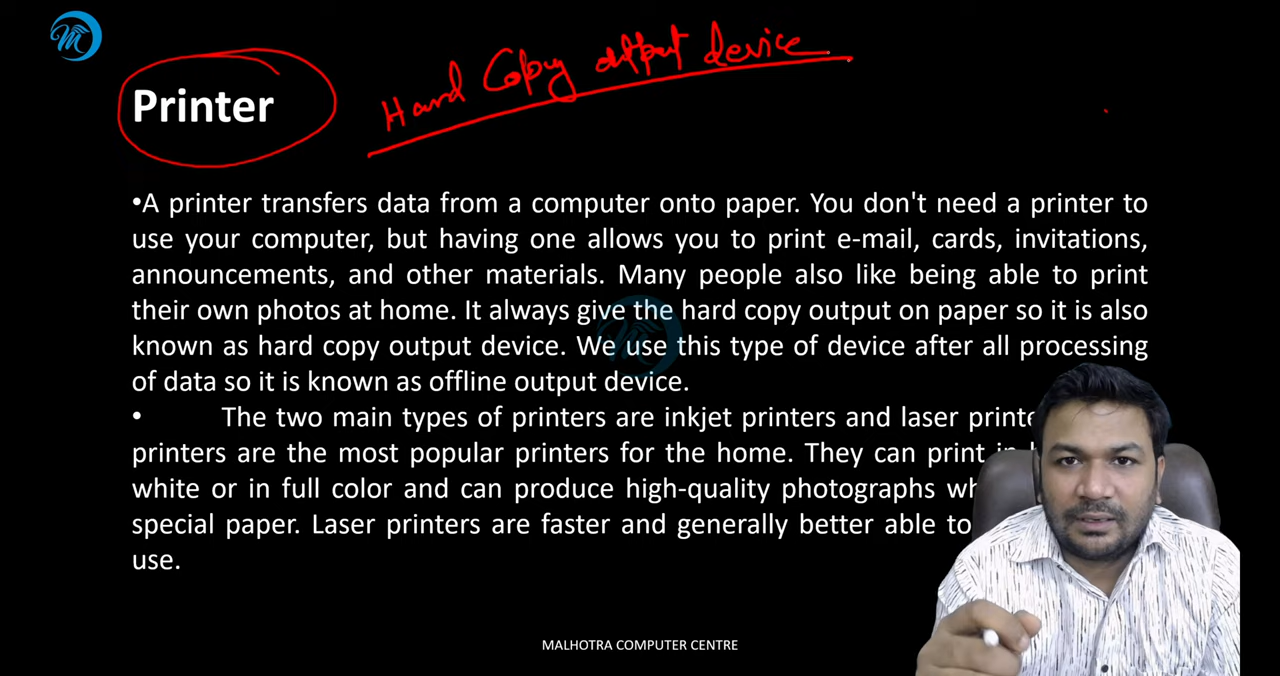 Hard Copy output device
Printer
•A printer transfers data from a computer onto paper. You don't need a printer to
use your computer, but having one allows you to print e-mail, cards, invitations,
announcements, and other materials. Many people also like being able to print
their own photos at home. It always give the hard copy output on paper so it is also
known as hard copy output device. We use this type of device after all processing
of data so it is known as offline output device.
• The two main types of printers are inkjet printers and laser
printers are the most popular printers for the home. They can print in
white or in full color and can produce high-quality photographs
special paper. Laser printers are faster and generally better able to
use.
MALHOTRA COMPUTER CENTRE